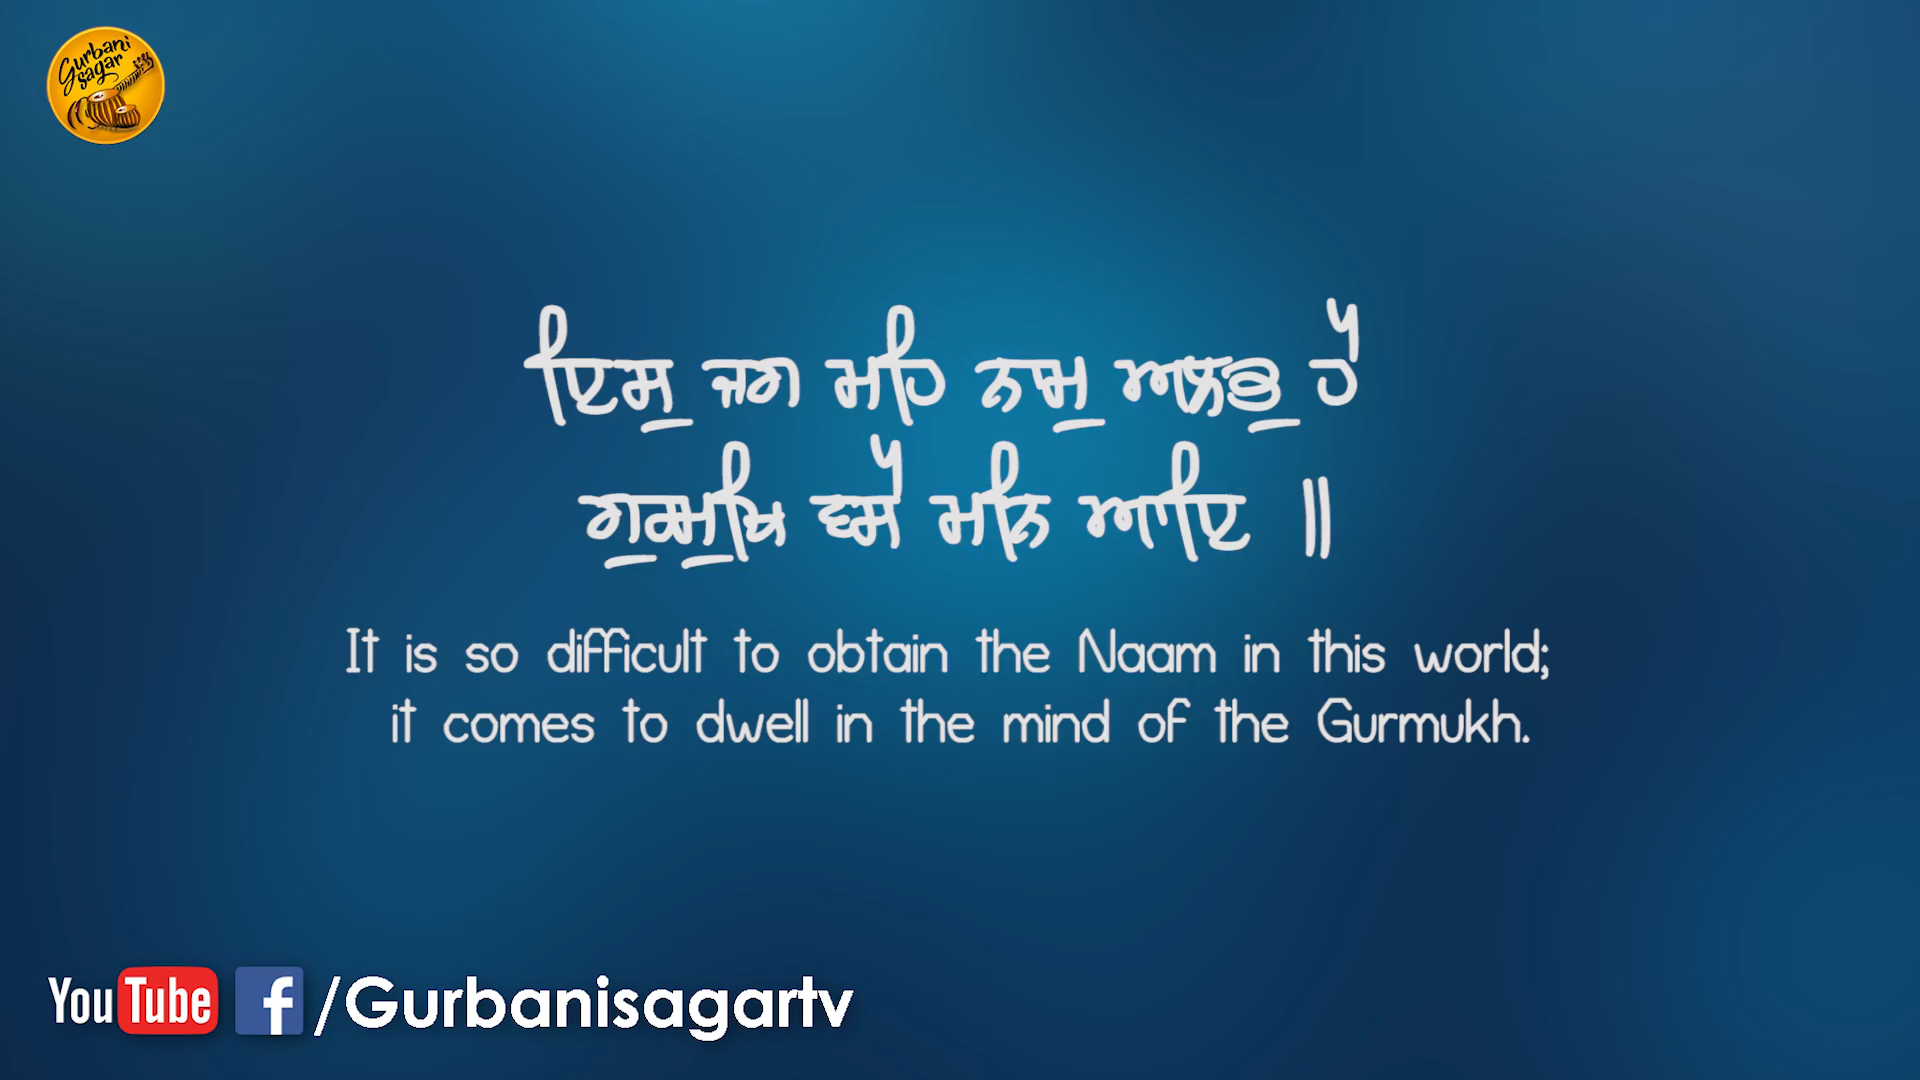 Gurbani
sagar
ਇਸੁ ਜਗ ਮਹਿ ਨਾਮੁ ਅਲਭੁ ਹੈ
ਗੁਰਮੁਖਿ ਵਸੈ ਮਨਿ ਆਇ ॥
It is so difficult to obtain the Naam in this world;
it comes to dwell in the mind of the Gurmukh.
YouTube f /Gurbanisagartv